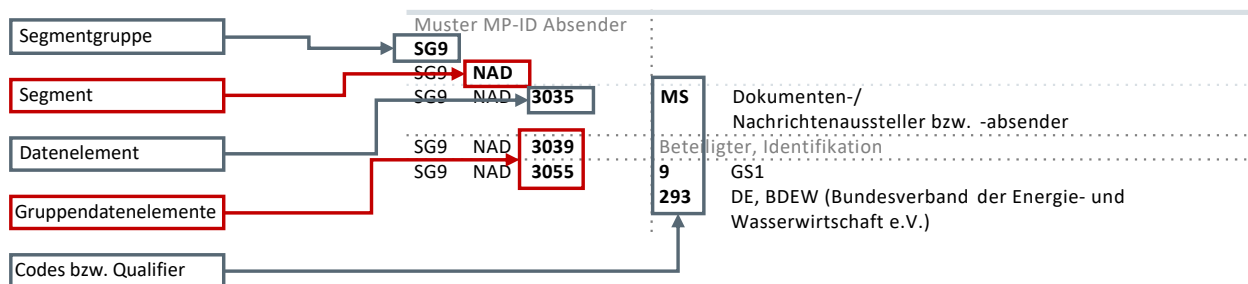 Muster MP-ID Absender
Segmentgruppe
SG9
SG9 NAD
Segment
SG9 NAD 3035 MS Dokumenten-/
Nachrichtenaussteller bzw. -absender
Datenelement
SG9 NAD 3039 Beteiligter, Identifikation
SG9 NAD 3055 9 GS1
293 DE, BDEW (Bundesverband der Energie- und
Gruppendatenelemente
Wasserwirtschaft e.V.)
Codes bzw. Qualifier